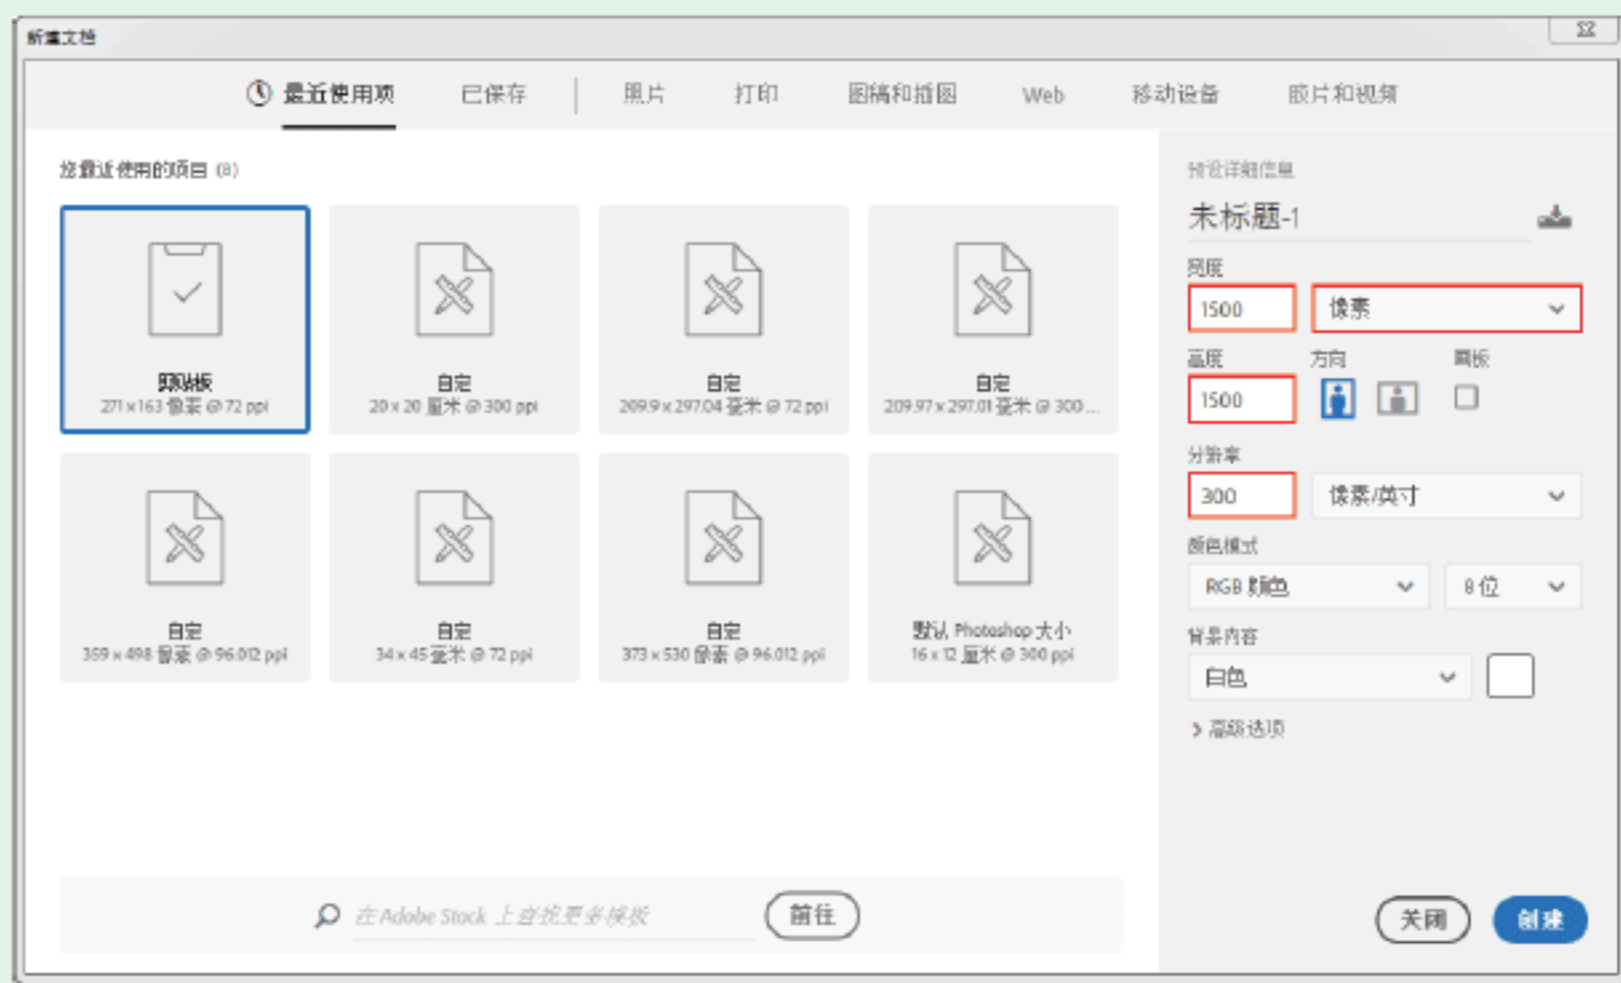 新建文档
最近使用项 已保存 照片 打印 图稿和插图 Web 移动设备 胶片和视频
您最近使用的项目 (8)
剪贴板
271 x 163 像素 @ 72 ppi
自定
20 x 20 厘米 @ 300 ppi
自定
209.9 x 297.04 毫米 @ 72 ppi
自定
209.97 x 297.01 毫米 @ 300 ...
自定
359 x 498 像素 @ 96.012 ppi
自定
34 x 45 毫米 @ 72 ppi
自定
373 x 530 像素 @ 96.012 ppi
默认 Photoshop 大小
16 x 12 厘米 @ 300 ppi
在 Adobe Stock 上查找更多模板
前往
预设详细信息
未标题-1
宽度
1500 像素
高度 方向 画板
1500
分辨率
300 像素/英寸
颜色模式
RGB 颜色 8 位
背景内容
白色
高级选项
关闭 创建